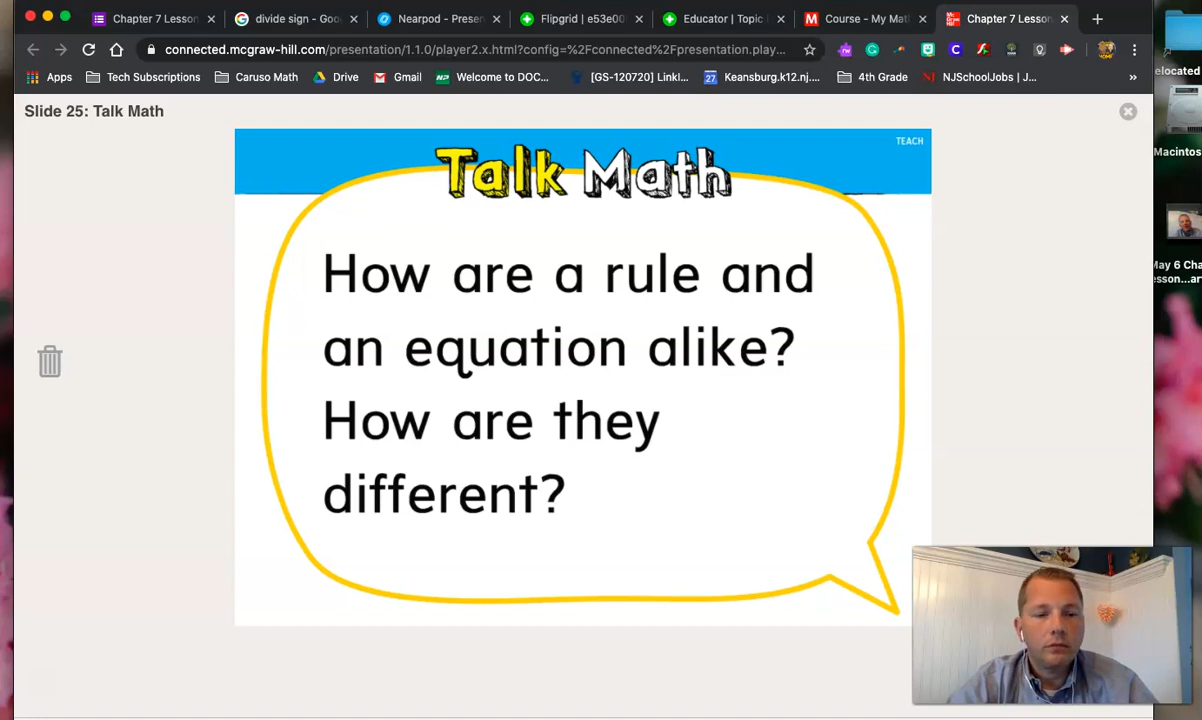 Chapter 7 Lesson
divide sign - Goo
Nearpod - Presen
Flipgrid | e53e00
Educator | Topic
Course - My Math
Chapter 7 Lesson
connected.mcgraw-hill.com/presentation/1.1.0/player2.x.html?config=%2Fconnected%2Fpresentation.play...
Apps
Tech Subscriptions
Caruso Math
Drive
Gmail
Welcome to DOC...
[GS-120720] Linkl...
27
Keansburg.k12.nj....
4th Grade
NJSchoolJobs | J...
»
elocated
Slide 25: Talk Math
TEACH
Talk Math
Macintos
How are a rule and
an equation alike?
How are they
different?
May 6 Cha
esson...ar